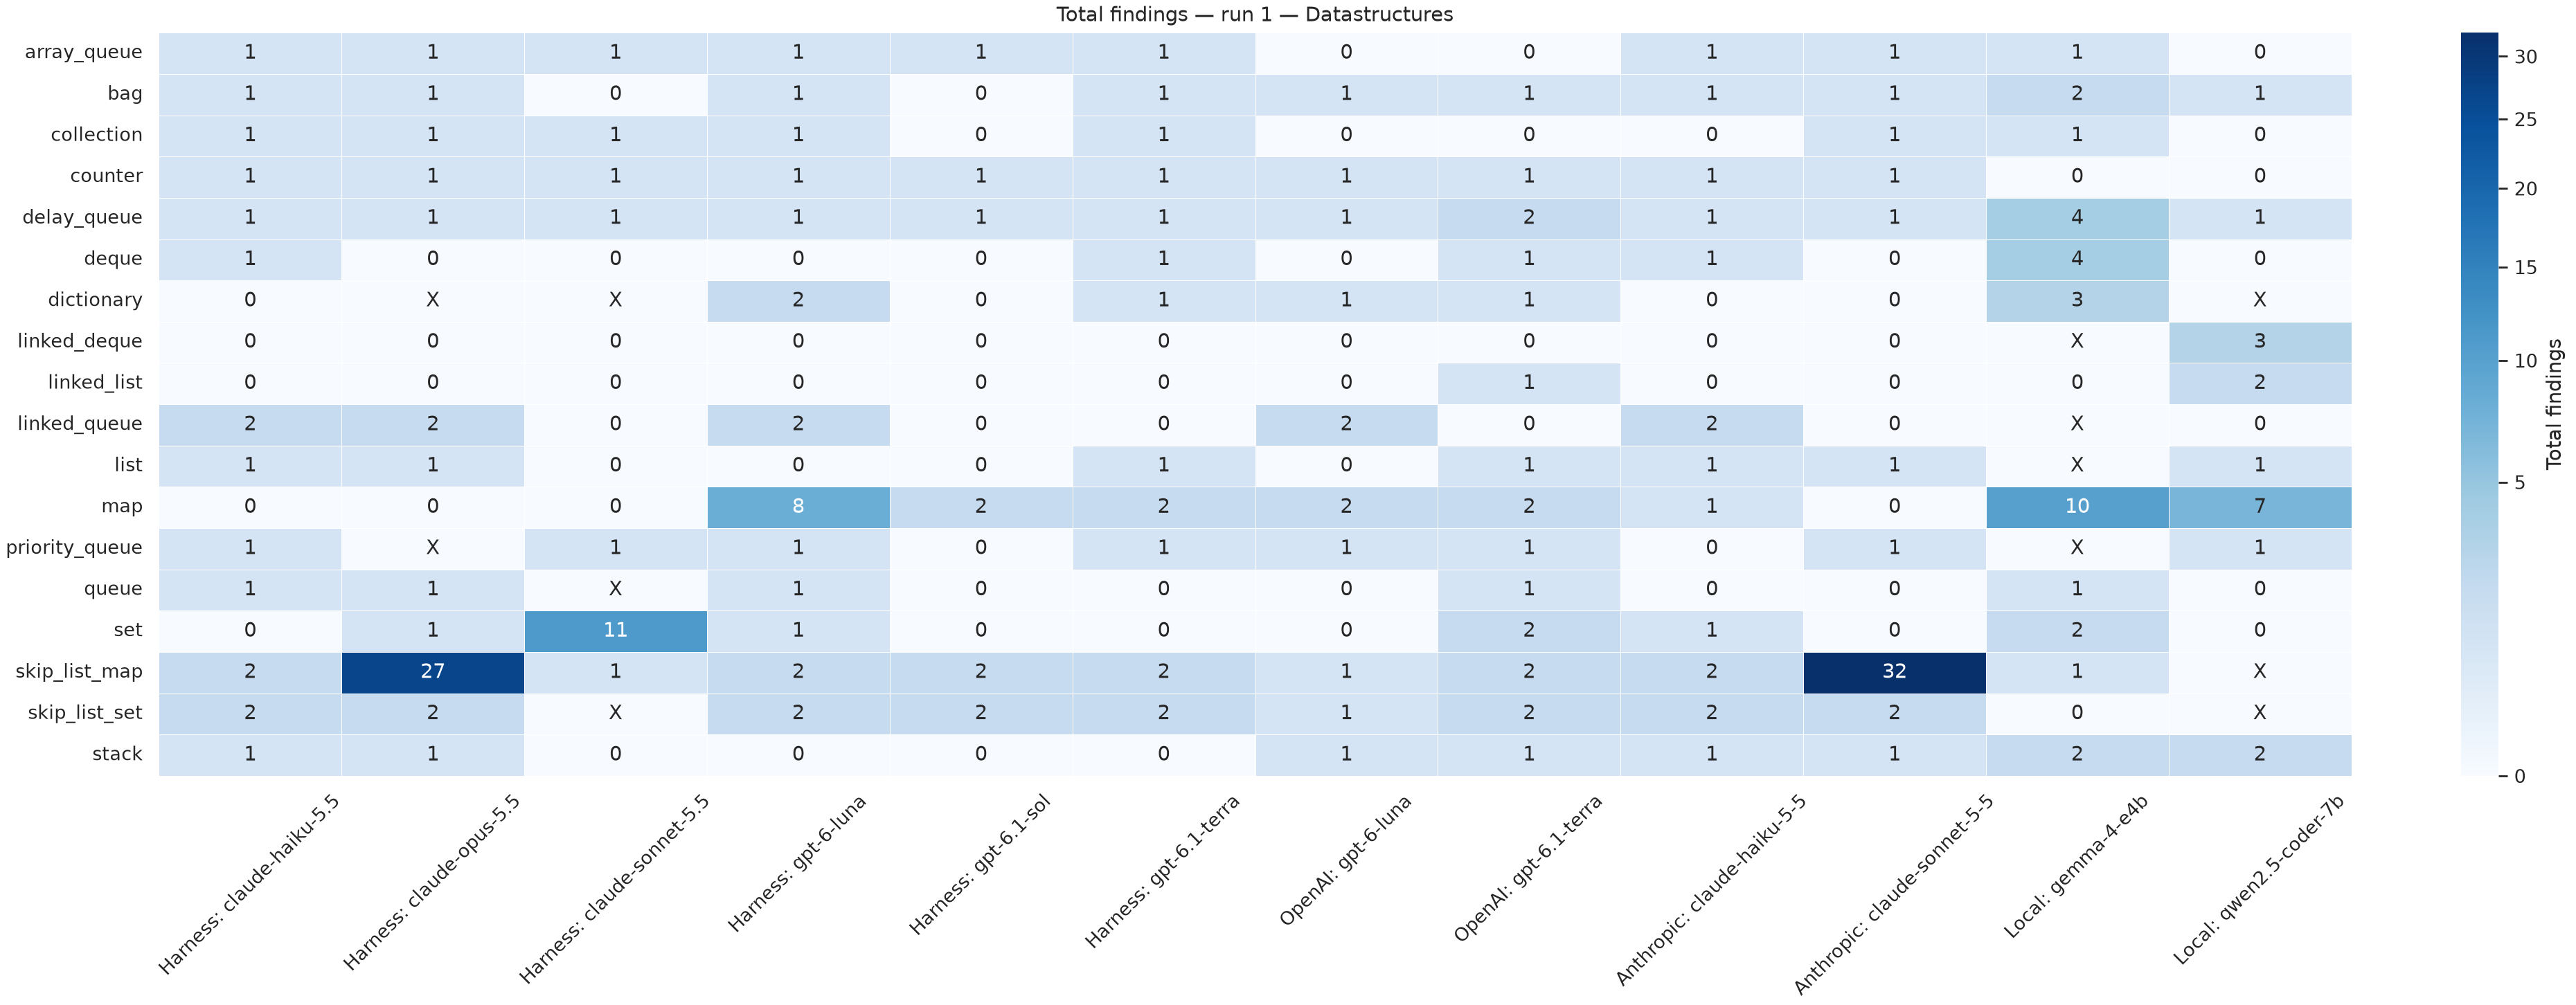 Total findings — run 1 — Datastructures
array_queue 1 1 1 1 1 1 0 0 1 1 1 0
bag 1 1 0 1 0 1 1 1 1 1 2 1
collection 1 1 1 1 0 1 0 0 0 1 1 0
counter 1 1 1 1 1 1 1 1 1 1 0 0
delay_queue 1 1 1 1 1 1 1 2 1 1 4 1
deque 1 0 0 0 0 1 0 1 1 0 4 0
dictionary 0 X X 2 0 1 1 1 0 0 3 X
linked_deque 0 0 0 0 0 0 0 0 0 0 X 3
linked_list 0 0 0 0 0 0 0 1 0 0 0 2
linked_queue 2 2 0 2 0 0 2 0 2 0 X 0
list 1 1 0 0 0 1 0 1 1 1 X 1
map 0 0 0 8 2 2 2 2 1 0 10 7
priority_queue 1 X 1 1 0 1 1 1 0 1 X 1
queue 1 1 X 1 0 0 0 1 0 0 1 0
set 0 1 11 1 0 0 0 2 1 0 2 0
skip_list_map 2 27 1 2 2 2 1 2 2 32 1 X
skip_list_set 2 2 X 2 2 2 1 2 2 2 0 X
stack 1 1 0 0 0 0 1 1 1 1 2 2
Harness: claude-haiku-5.5
Harness: claude-opus-5.5
Harness: claude-sonnet-5.5
Harness: gpt-6-luna
Harness: gpt-6.1-sol
Harness: gpt-6.1-terra
OpenAI: gpt-6-luna
OpenAI: gpt-6.1-terra
Anthropic: claude-haiku-5-5
Anthropic: claude-sonnet-5-5
Local: gemma-4-e4b
Local: qwen2.5-coder-7b
30
25
20
15
10
5
0
Total findings